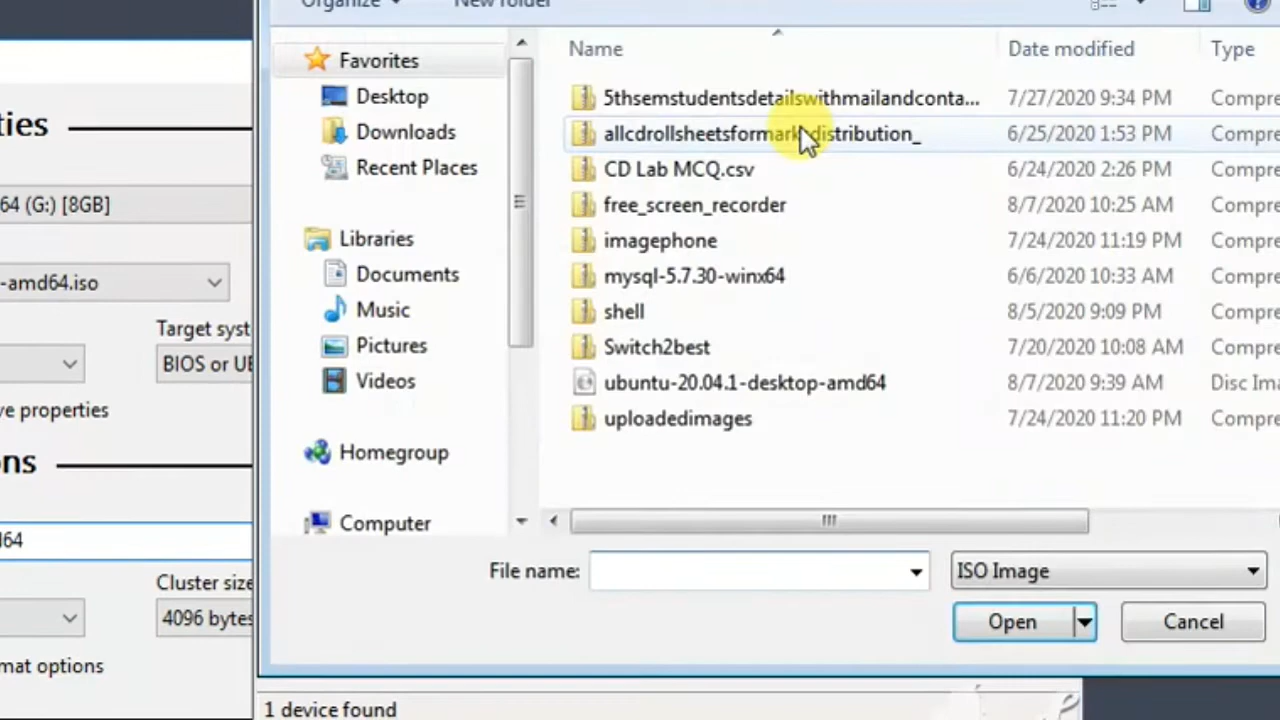 Organize
New folder
Favorites
Desktop
Downloads
Recent Places
Libraries
Documents
Music
Pictures
Videos
Homegroup
Computer
Name Date modified Type
5thsemstudentsdetailswithmailandconta... 7/27/2020 9:34 PM Compre
allcdrollsheetsformarkdistribution_ 6/25/2020 1:53 PM Compre
CD Lab MCQ.csv 6/24/2020 2:26 PM Compre
free_screen_recorder 8/7/2020 10:25 AM Compre
imagephone 7/24/2020 11:19 PM Compre
mysql-5.7.30-winx64 6/6/2020 10:33 AM Compre
shell 8/5/2020 9:09 PM Compre
Switch2best 7/20/2020 10:08 AM Compre
ubuntu-20.04.1-desktop-amd64 8/7/2020 9:39 AM Disc Ima
uploadedimages 7/24/2020 11:20 PM Compre
File name: ISO Image
Open Cancel
ties
64 (G:) [8GB]
-amd64.iso
Target syst
BIOS or UE
ve properties
ons
d64
Cluster size
4096 bytes
mat options
1 device found